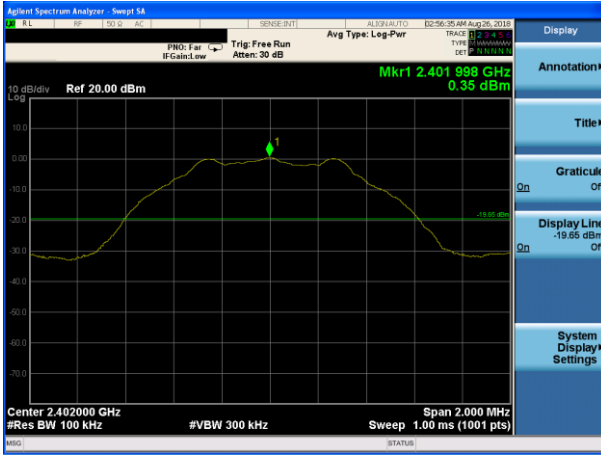 Agilent Spectrum Analyzer - Swept SA
RL RF 50 Ω AC SENSE:INT ALIGNAUTO 02:56:35 AM Aug 26, 2018
Avg Type: Log-Pwr
TRACE 1 2 3 4 5 6
TYPE M WWWWW
DET P N N N N N
PNO: Far
IFGain:Low
Trig: Free Run
Atten: 30 dB
Mkr1 2.401 998 GHz
0.35 dBm
10 dB/div Ref 20.00 dBm
Log
10.0
1
0.00
-10.0
-19.65 dBm
-20.0
-30.0
-40.0
-50.0
-60.0
-70.0
Center 2.402000 GHz
Span 2.000 MHz
#Res BW 100 kHz
#VBW 300 kHz
Sweep 1.00 ms (1001 pts)
MSG
STATUS
Display
Annotation
Title
Graticule
On Of
Display Line
-19.65 dBm
On Of
System
Display
Settings